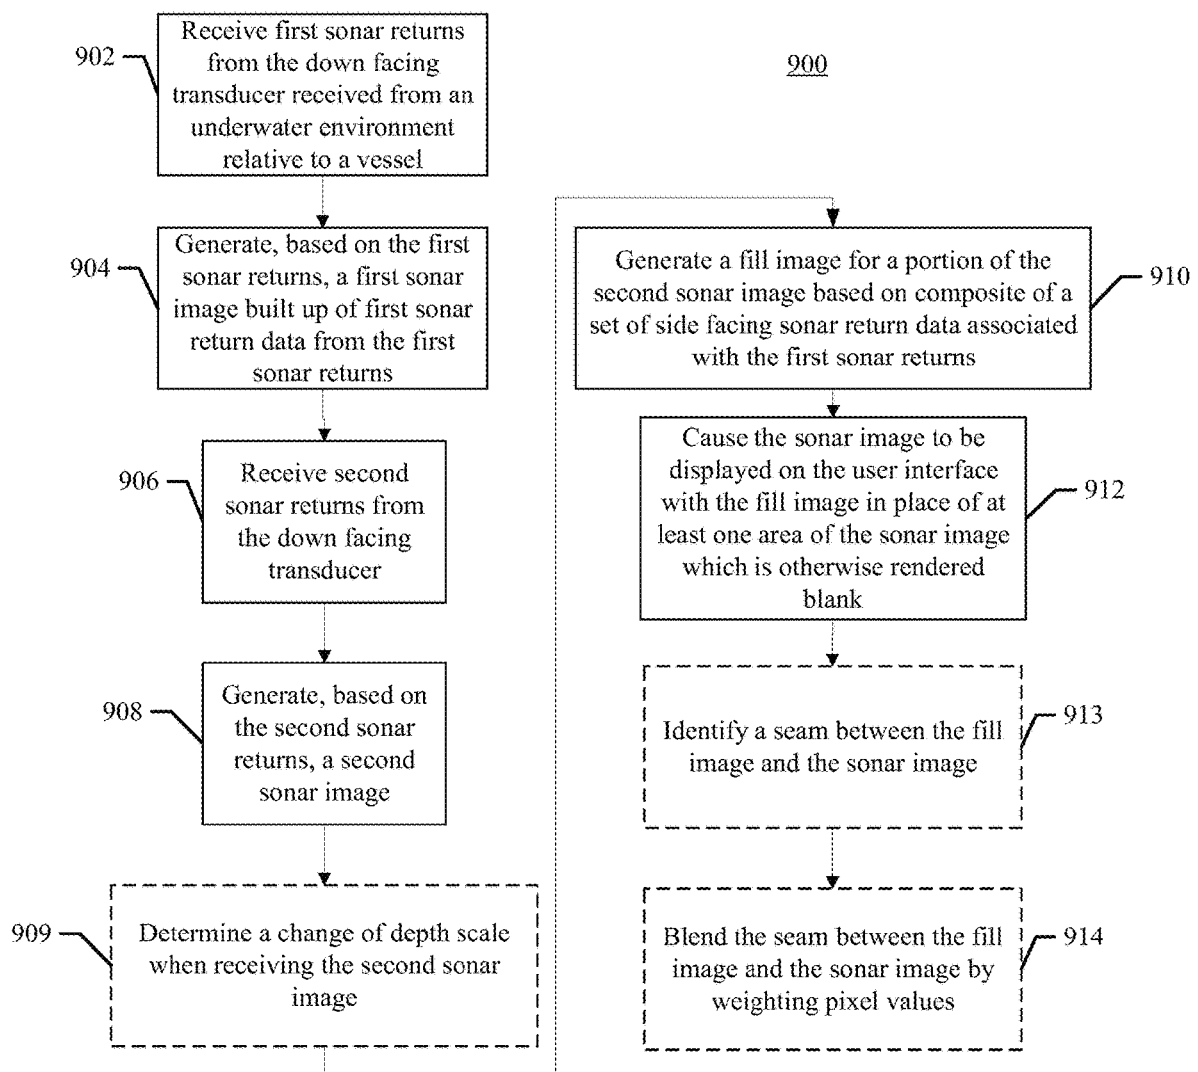 902
Receive first sonar returns
from the down facing
transducer received from an
underwater environment
relative to a vessel
904
Generate, based on the first
sonar returns, a first sonar
image built up of first sonar
return data from the first
sonar returns
906
Receive second
sonar returns from
the down facing
transducer
908
Generate, based on
the second sonar
returns, a second
sonar image
909
Determine a change of depth scale
when receiving the second sonar
image
900
Generate a fill image for a portion of the
second sonar image based on composite of a
set of side facing sonar return data associated
with the first sonar returns
910
Cause the sonar image to be
displayed on the user interface
with the fill image in place of at
least one area of the sonar image
which is otherwise rendered
blank
912
Identify a seam between the fill
image and the sonar image
913
Blend the seam between the fill
image and the sonar image by
weighting pixel values
914